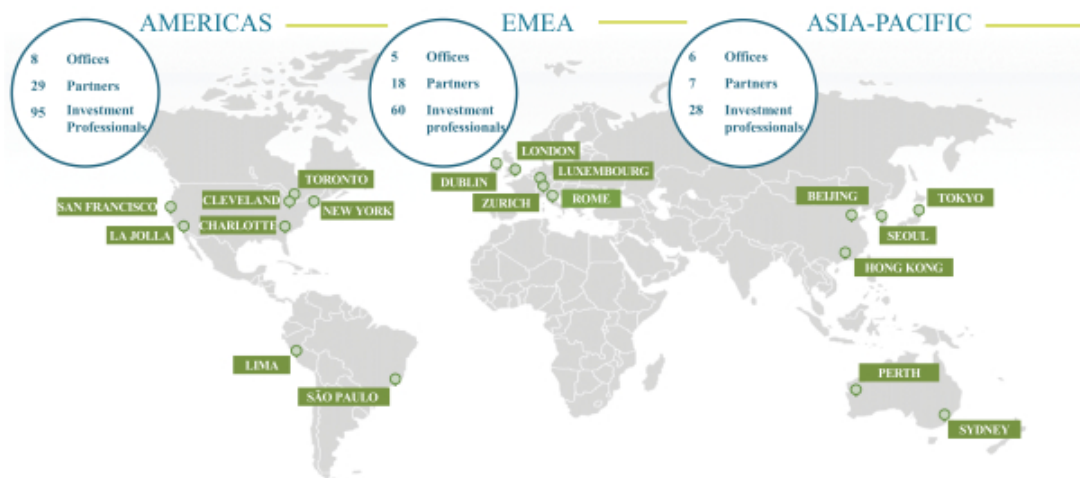 AMERICAS
8 Offices
29 Partners
95 Investment
Professionals
EMEA
5 Offices
18 Partners
60 Investment
professionals
ASIA-PACIFIC
6 Offices
7 Partners
28 Investment
professionals
TORONTO
CLEVELAND
SAN FRANCISCO
NEW YORK
CHARLOTTE
LA JOLLA
LIMA
SÃO PAULO
LONDON
DUBLIN
LUXEMBOURG
ZURICH
ROME
BEIJING
TOKYO
SEOUL
HONG KONG
PERTH
SYDNEY